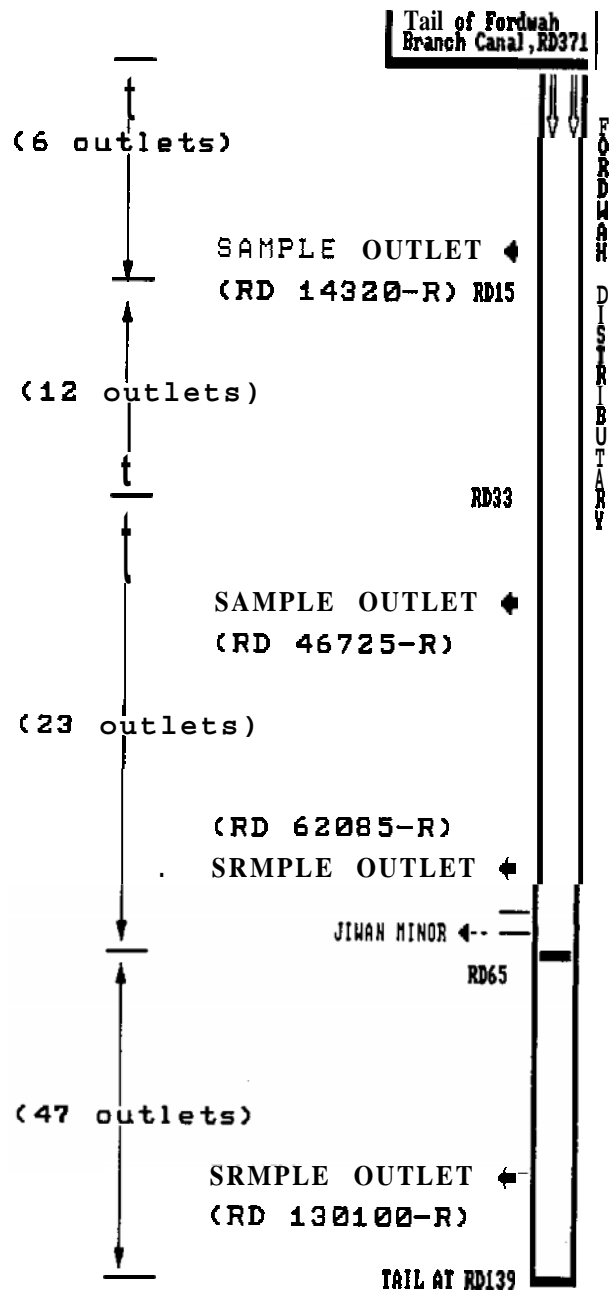 Tail of Fordwah
Branch Canal,RD371
FORDWAH DISTRIBUTARY
(6 outlets)
SAMPLE OUTLET
(RD 14320-R) RD15
(12 outlets)
RD33
SAMPLE OUTLET
(RD 46725-R)
(23 outlets)
(RD 62085-R)
SRMPLE OUTLET
JIWAN MINOR
RD65
(47 outlets)
SRMPLE OUTLET
(RD 130100-R)
TAIL AT RD139